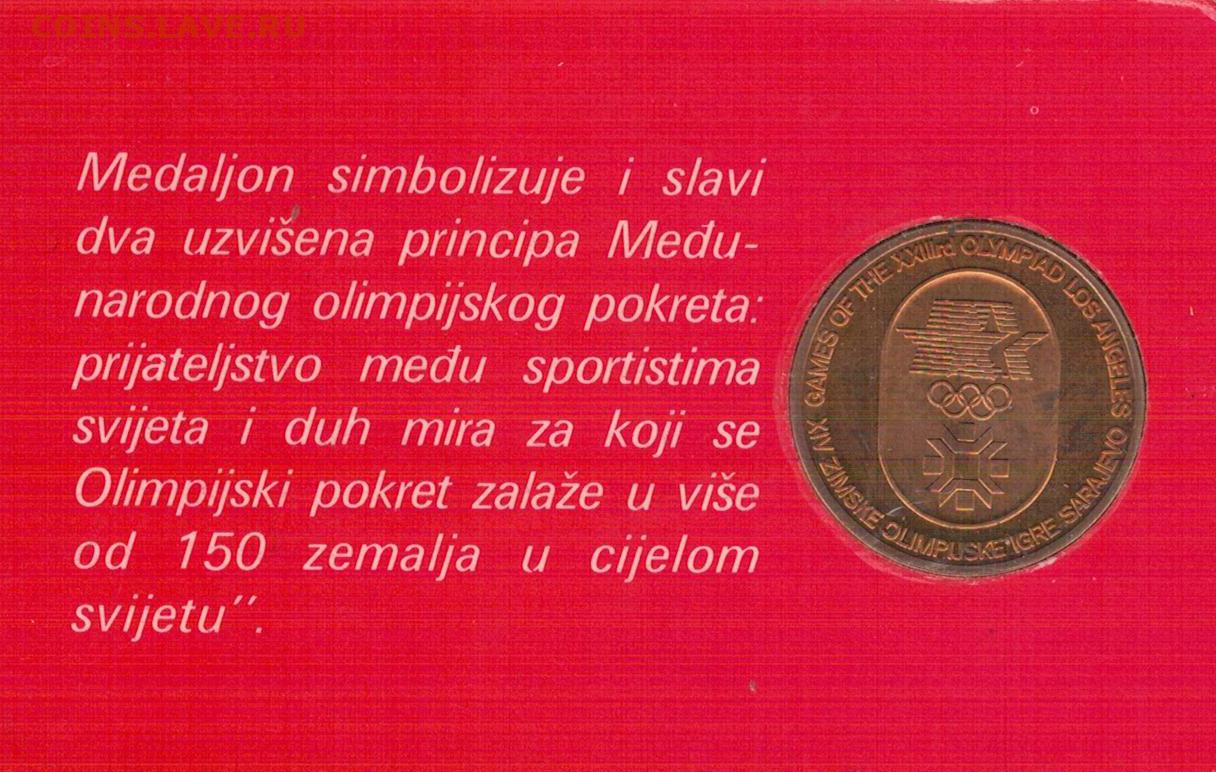 COINS.LAVE.RU
Medaljon simbolizuje i slavi
dva uzvišena principa Među-
narodnog olimpijskog pokreta:
prijateljstvo među sportistima
svijeta i duh mira za koji se
Olimpijski pokret zalaže u više
od 150 zemalja u cijelom
svijetu”.
GAMES OF THE XXIIIrd OLYMPIAD LOS ANGELES
XIV ZIMSKE OLIMPIJSKE IGRE SARAJEVO